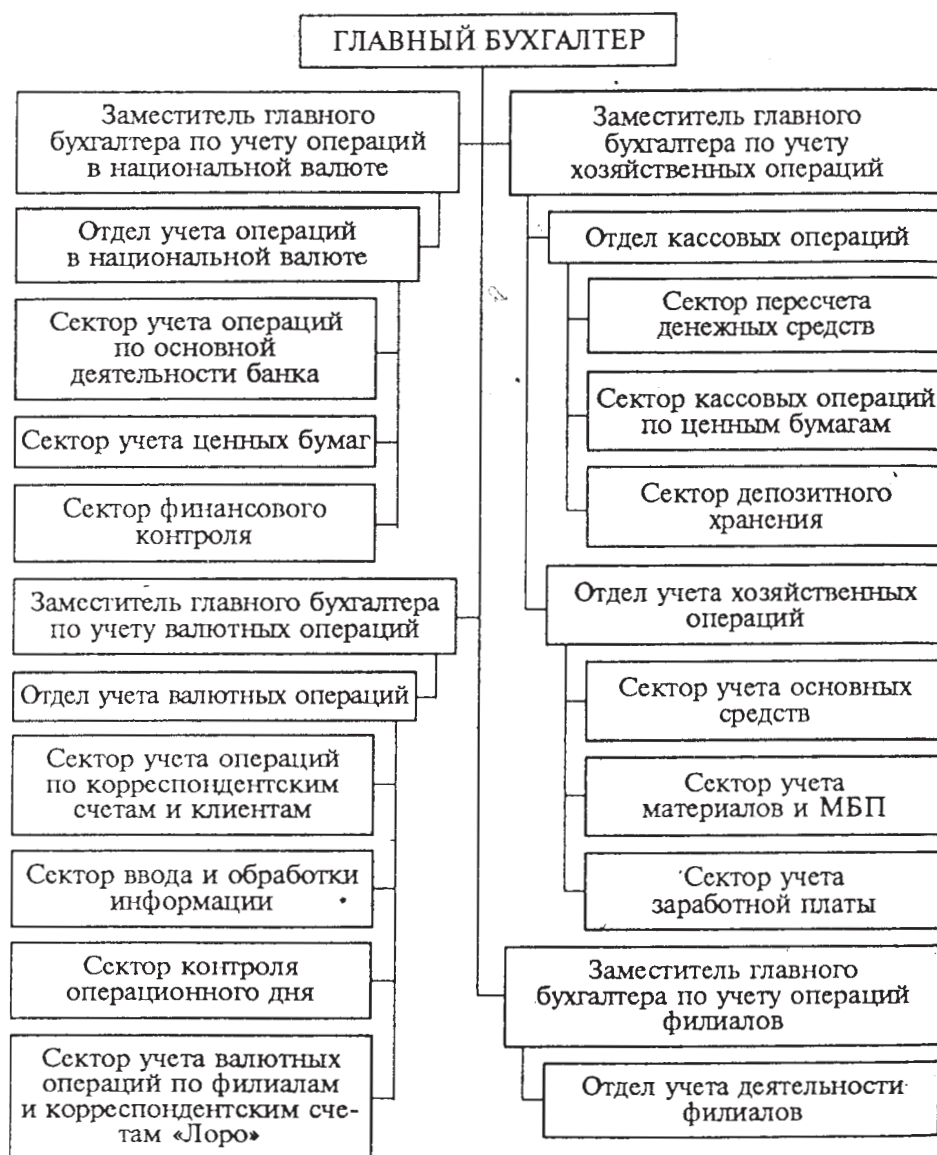 ГЛАВНЫЙ БУХГАЛТЕР
Заместитель главного
бухгалтера по учету операций
в национальной валюте
Отдел учета операций
в национальной валюте
Сектор учета операций
по основной
деятельности банка
Сектор учета ценных бумаг
Сектор финансового
контроля
Заместитель главного бухгалтера
по учету валютных операций
Отдел учета валютных операций
Сектор учета операций
по корреспондентским
счетам и клиентам
Сектор ввода и обработки
информации
Сектор контроля
операционного дня
Сектор учета валютных
операций по филиалам
и корреспондентским сче-
там «Лоро»
Заместитель главного
бухгалтера по учету
хозяйственных операций
Отдел кассовых операций
Сектор пересчета
денежных средств
Сектор кассовых операций
по ценным бумагам
Сектор депозитного
хранения
Отдел учета хозяйственных
операций
Сектор учета основных
средств
Сектор учета
материалов и МБП
Сектор учета
заработной платы
Заместитель главного
бухгалтера по учету операций
филиалов
Отдел учета деятельности
филиалов